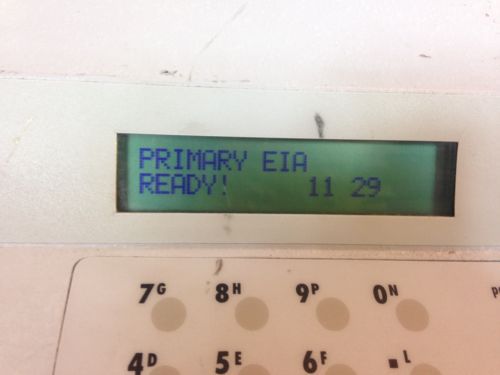 PRIMARY EIA
READY! 11 29
7G 8H 9P 0N
4D 5E 6F . L